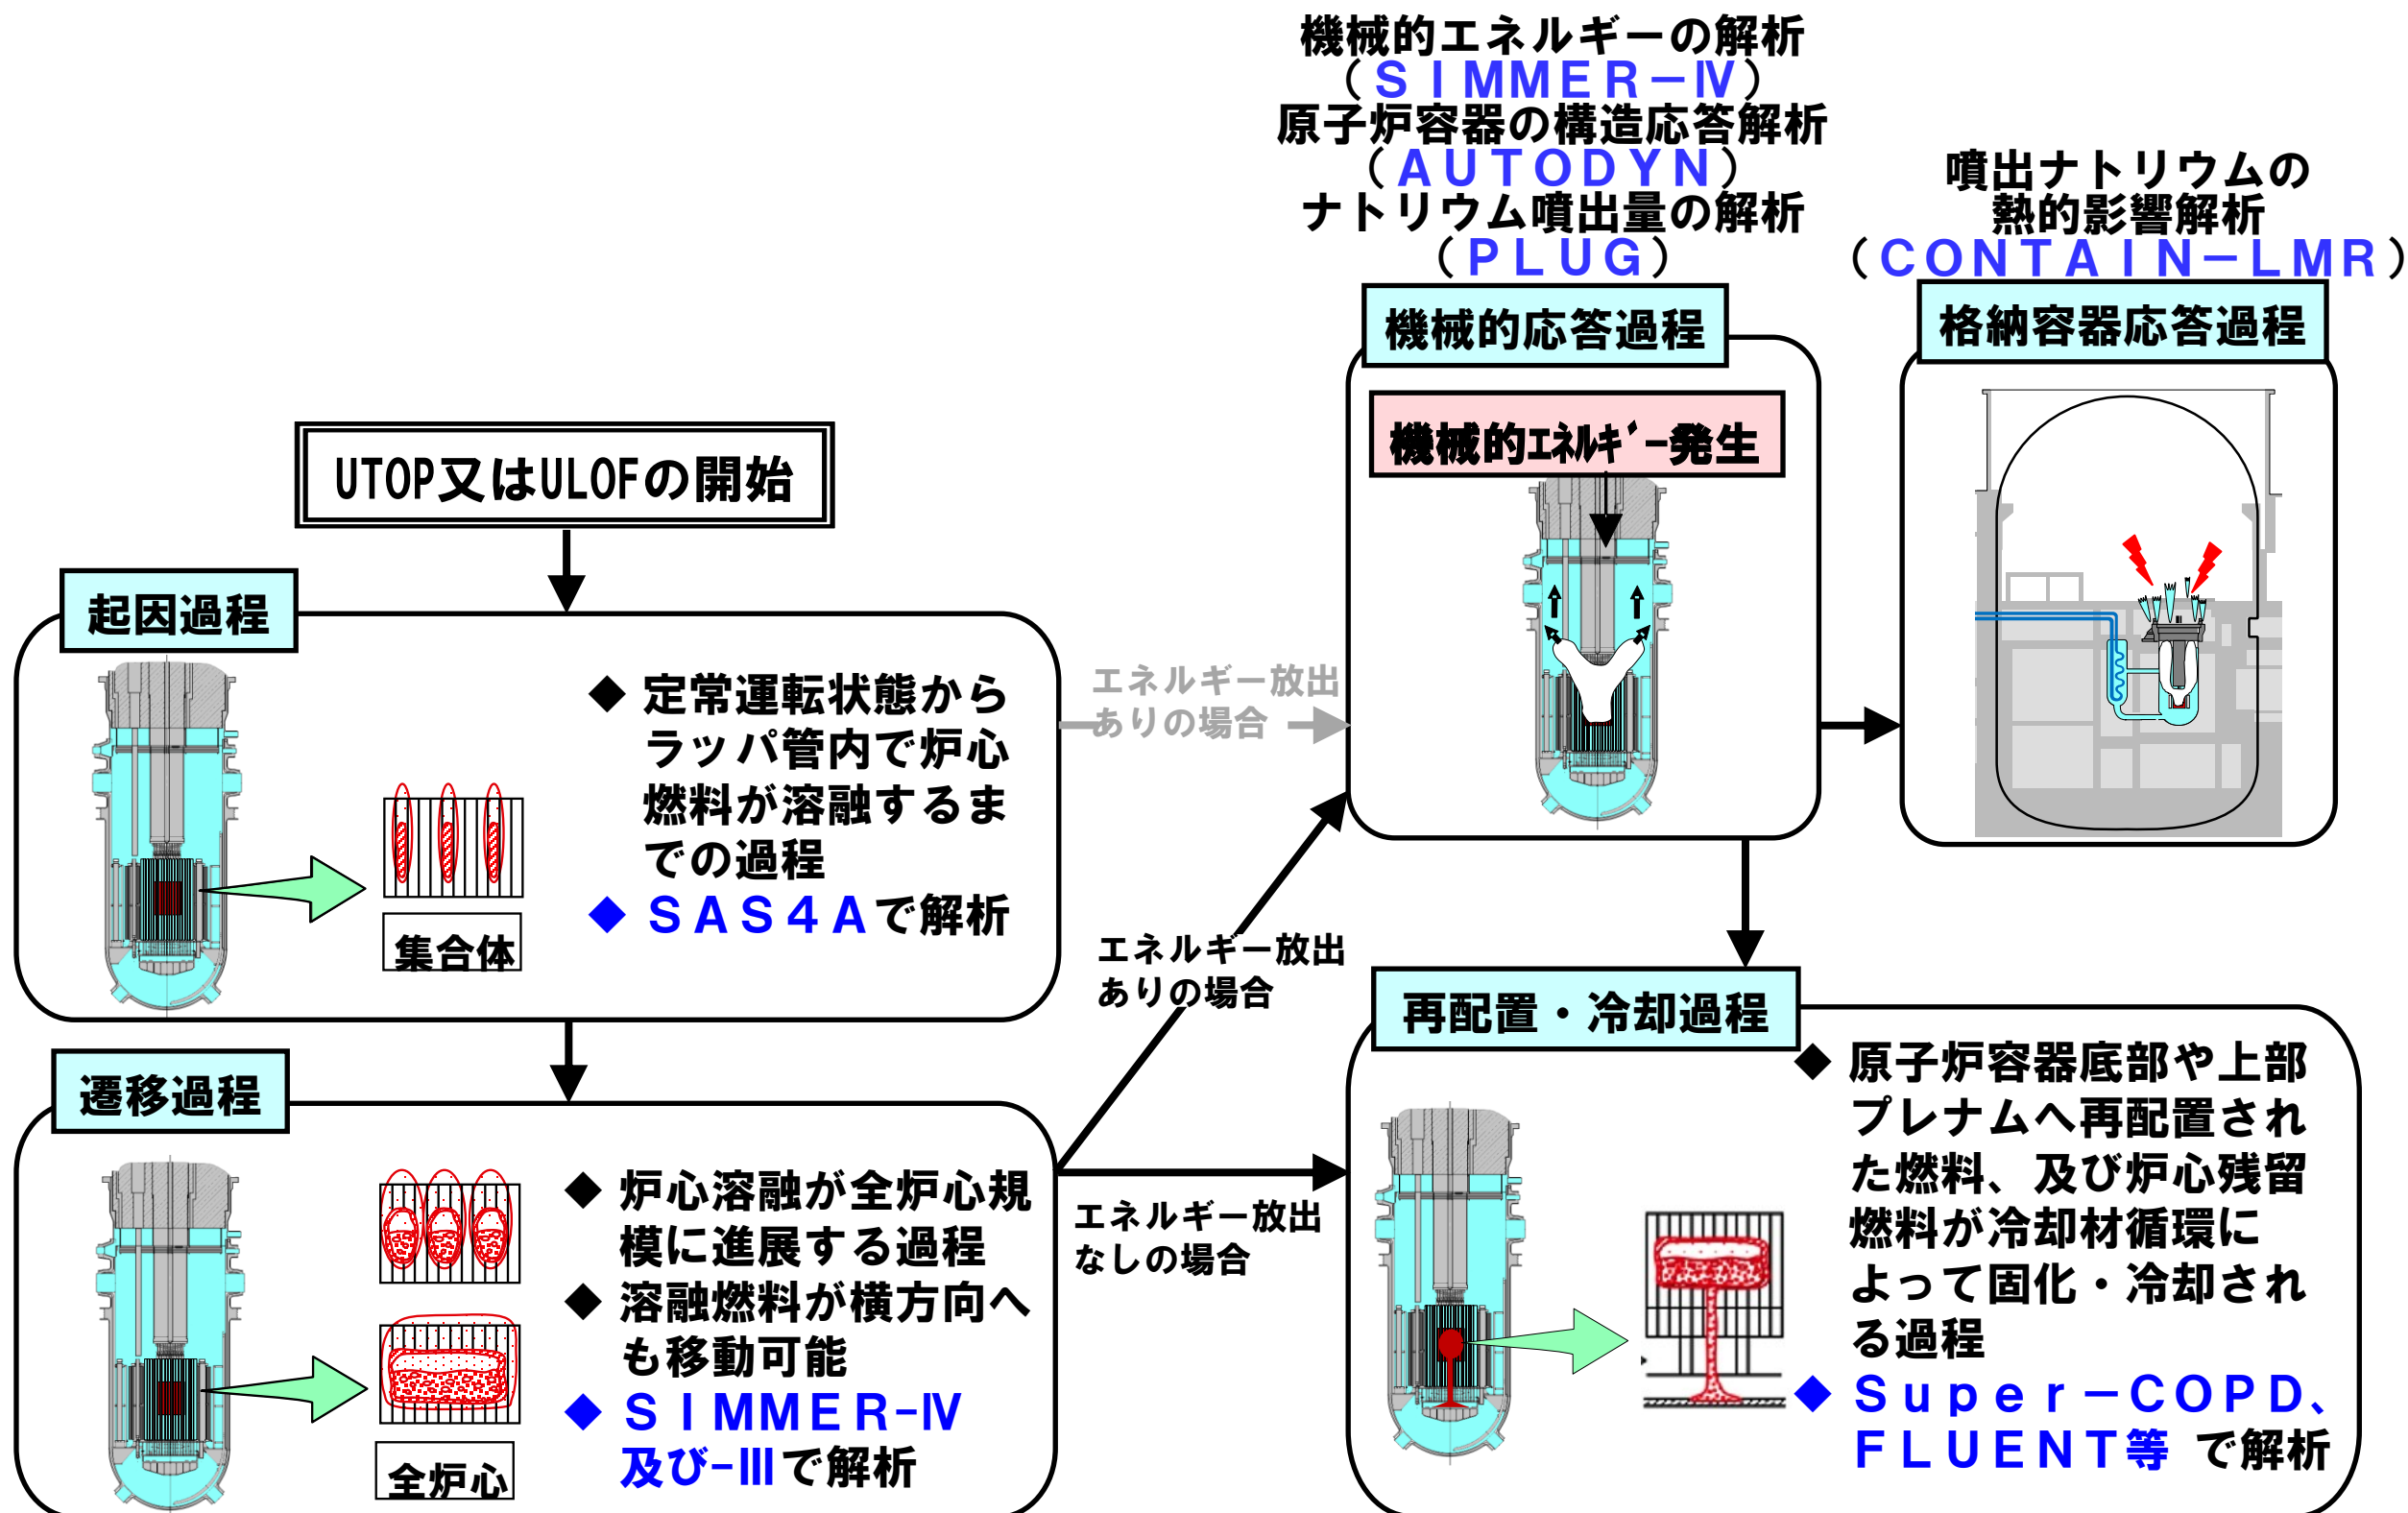 機械的エネルギーの解析
（ＳＩＭＭＥＲ－Ⅳ）
原子炉容器の構造応答解析
（ＡＵＴＯＤＹＮ）
ナトリウム噴出量の解析
（ＰＬＵＧ）
噴出ナトリウムの
熱的影響解析
（ＣＯＮＴＡＩＮ－ＬＭＲ）
機械的応答過程
機械的ｴﾈﾙｷﾞｰ発生
格納容器応答過程
UTOP又はULOFの開始
起因過程
◆ 定常運転状態から
ラッパ管内で炉心
燃料が溶融するま
での過程
◆ ＳＡＳ４Ａで解析
集合体
エネルギー放出
ありの場合
エネルギー放出
ありの場合
遷移過程
◆ 炉心溶融が全炉心規
模に進展する過程
◆ 溶融燃料が横方向へ
も移動可能
◆ ＳＩＭＭＥＲ-Ⅳ
及び-Ⅲで解析
全炉心
エネルギー放出
なしの場合
再配置・冷却過程
◆ 原子炉容器底部や上部
プレナムへ再配置され
た燃料、及び炉心残留
燃料が冷却材循環に
よって固化・冷却され
る過程
◆ Ｓｕｐｅｒ－ＣＯＰＤ、
ＦＬＵＥＮＴ等 で解析